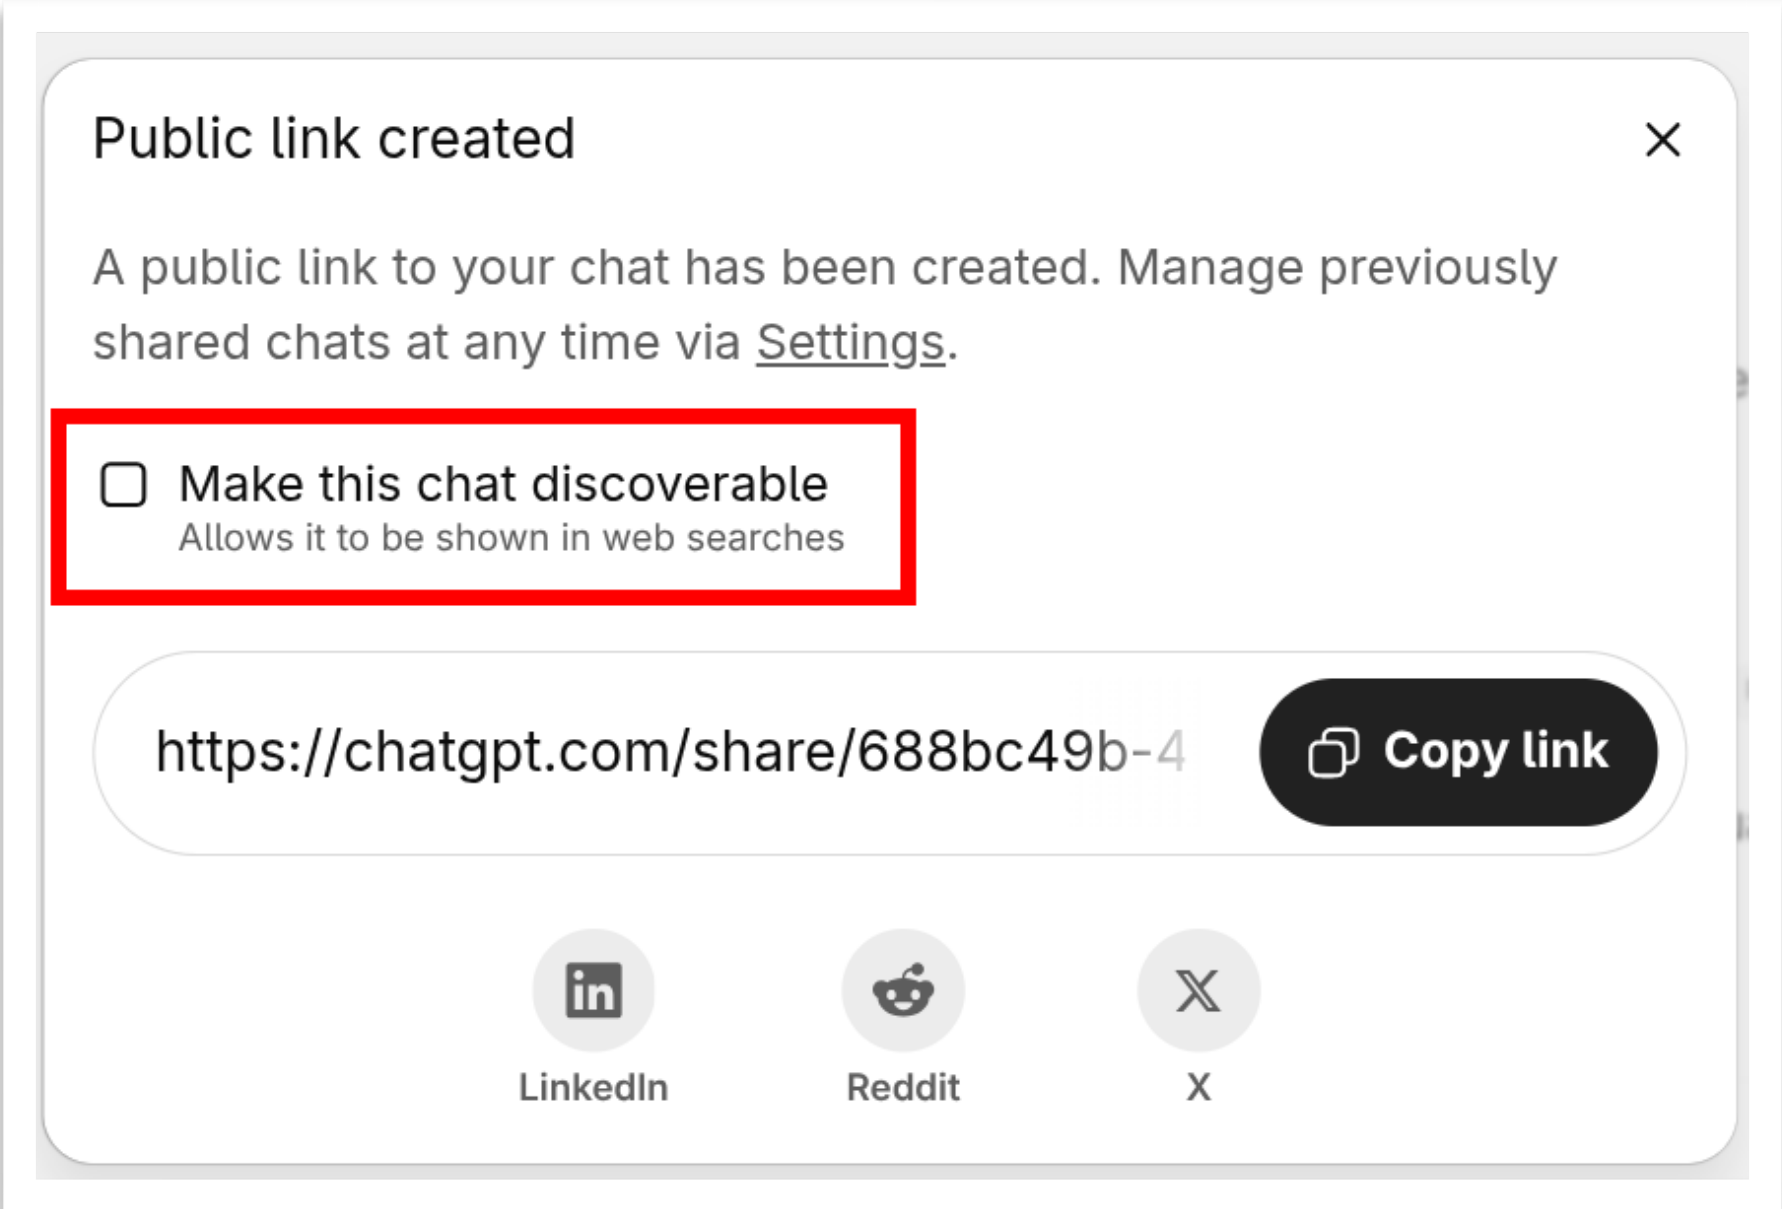 Public link created
A public link to your chat has been created. Manage previously
shared chats at any time via Settings.
Make this chat discoverable
Allows it to be shown in web searches
https://chatgpt.com/share/688bc49b-4
Copy link
LinkedIn
Reddit
X